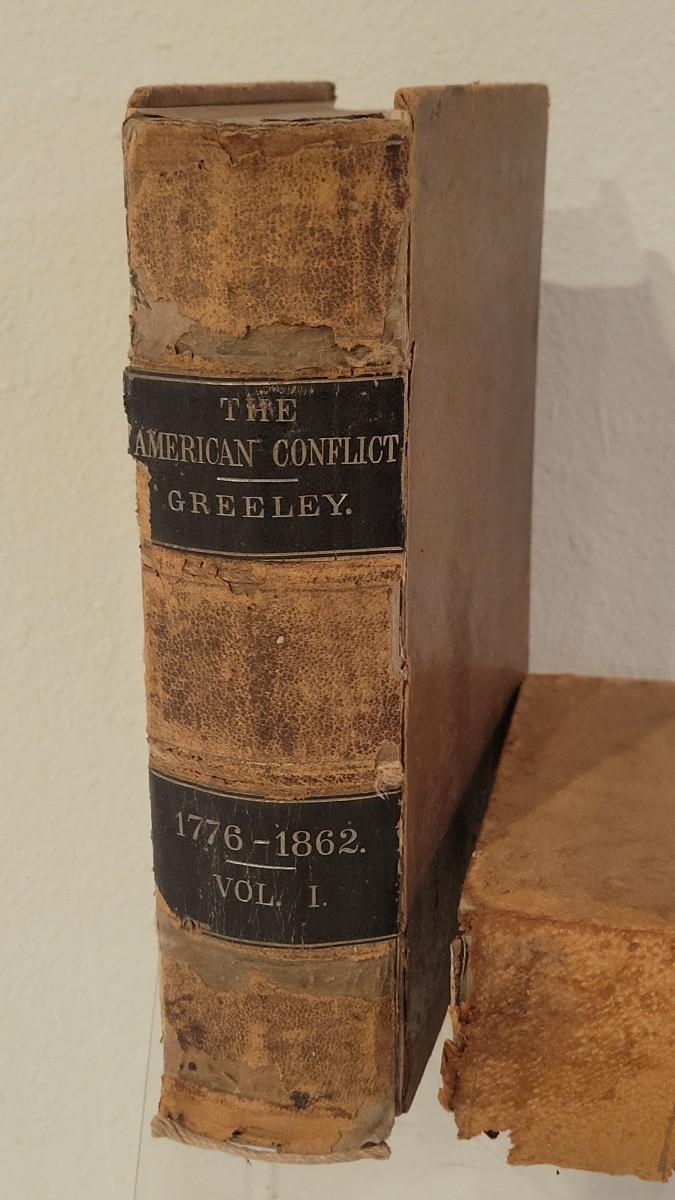 THE
AMERICAN CONFLICT
GREELEY.
1776-1862.
VOL. I.